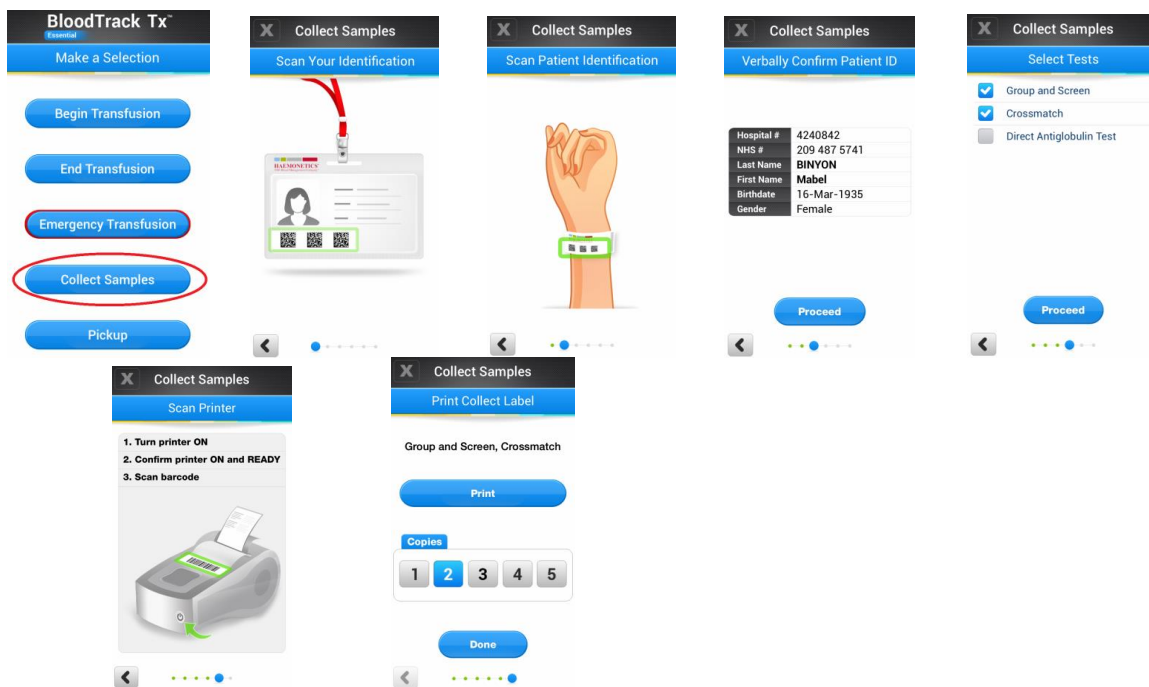 BloodTrack Tx™
Essential
Make a Selection
Begin Transfusion
End Transfusion
Emergency Transfusion
Collect Samples
Pickup
X Collect Samples
Scan Your Identification
HAEMONETICS
X Collect Samples
Scan Patient Identification
X Collect Samples
Verbally Confirm Patient ID
Hospital # 4240842
NHS # 209 487 5741
Last Name BINYON
First Name Mabel
Birthdate 16-Mar-1935
Gender Female
Proceed
X Collect Samples
Select Tests
Group and Screen
Crossmatch
Direct Antiglobulin Test
Proceed
X Collect Samples
Scan Printer
1. Turn printer ON
2. Confirm printer ON and READY
3. Scan barcode
X Collect Samples
Print Collect Label
Group and Screen, Crossmatch
Print
Copies
1 2 3 4 5
Done